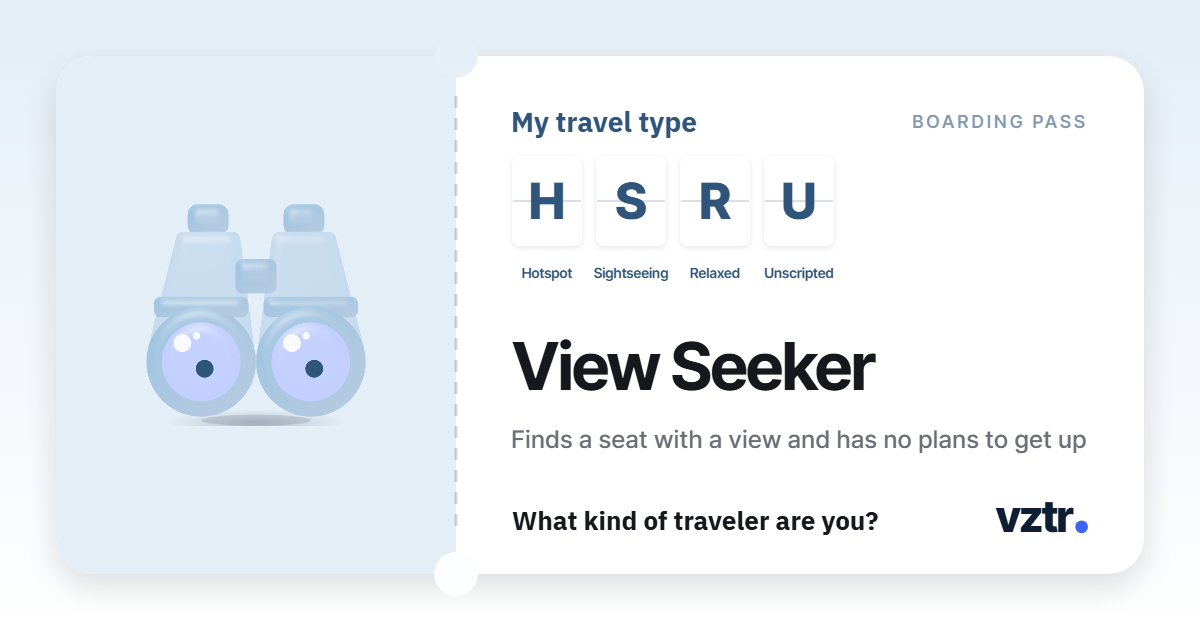 My travel type
BOARDING PASS
H S R U
Hotspot Sightseeing Relaxed Unscripted
View Seeker
Finds a seat with a view and has no plans to get up
What kind of traveler are you?
vztr.